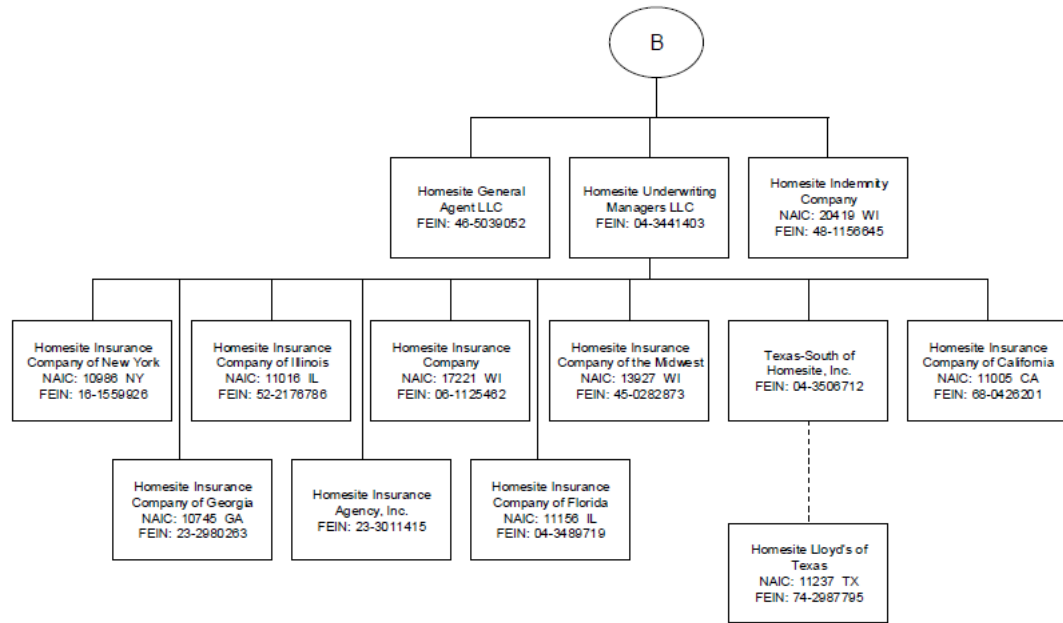 B
Homesite General
Agent LLC
FEIN: 46-5039052
Homesite Underwriting
Managers LLC
FEIN: 04-3441403
Homesite Indemnity
Company
NAIC: 20419 WI
FEIN: 48-1156645
Homesite Insurance
Company of New York
NAIC: 10986 NY
FEIN: 16-1559926
Homesite Insurance
Company of Illinois
NAIC: 11016 IL
FEIN: 52-2176786
Homesite Insurance
Company
NAIC: 17221 WI
FEIN: 06-1125462
Homesite Insurance
Company of the Midwest
NAIC: 13927 WI
FEIN: 45-0282873
Texas-South of
Homesite, Inc.
FEIN: 04-3506712
Homesite Insurance
Company of California
NAIC: 11005 CA
FEIN: 68-0426201
Homesite Insurance
Company of Georgia
NAIC: 10745 GA
FEIN: 23-2980263
Homesite Insurance
Agency, Inc.
FEIN: 23-3011415
Homesite Insurance
Company of Florida
NAIC: 11156 IL
FEIN: 04-3489719
Homesite Lloyd's of
Texas
NAIC: 11237 TX
FEIN: 74-2987795